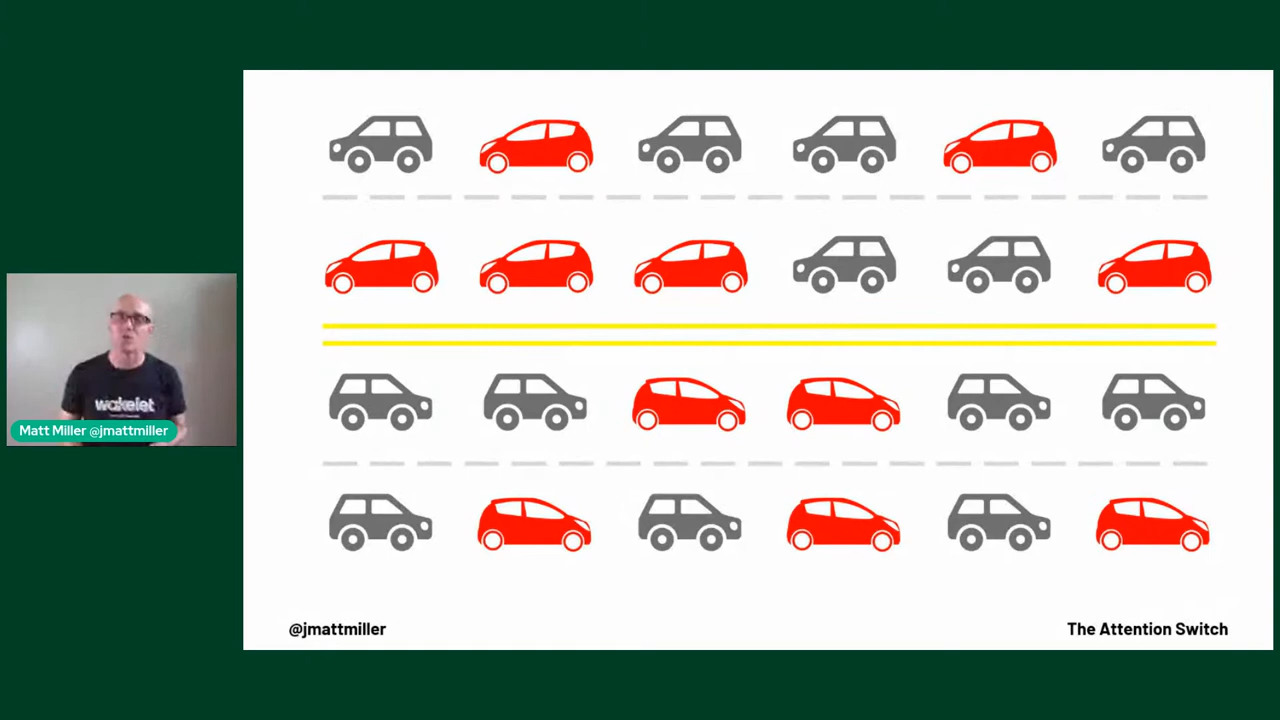 wakelet
Matt Miller @jmattmiller
@jmattmiller
The Attention Switch